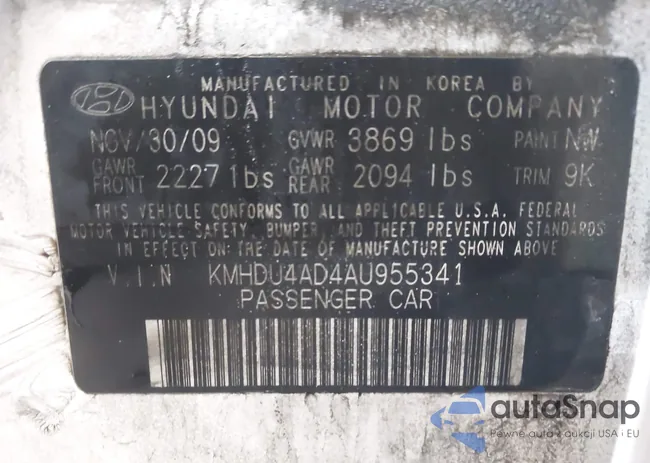 MANUFACTURED IN KOREA BY
HYUNDAI MOTOR COMPANY
NOV/30/09 GVWR 3869 lbs PAINT NW
GAWR FRONT 2227 lbs GAWR REAR 2094 lbs TRIM 9K
THIS VEHICLE CONFORMS TO ALL APPLICABLE U.S.A. FEDERAL
MOTOR VEHICLE SAFETY, BUMPER, AND THEFT PREVENTION STANDARDS
IN EFFECT ON THE DATE OF MANUFACTURE SHOWN ABOVE.
V.I.N KMHDU4AD4AU955341
PASSENGER CAR
autaSnap
Pewne auto z aukcji USA i EU